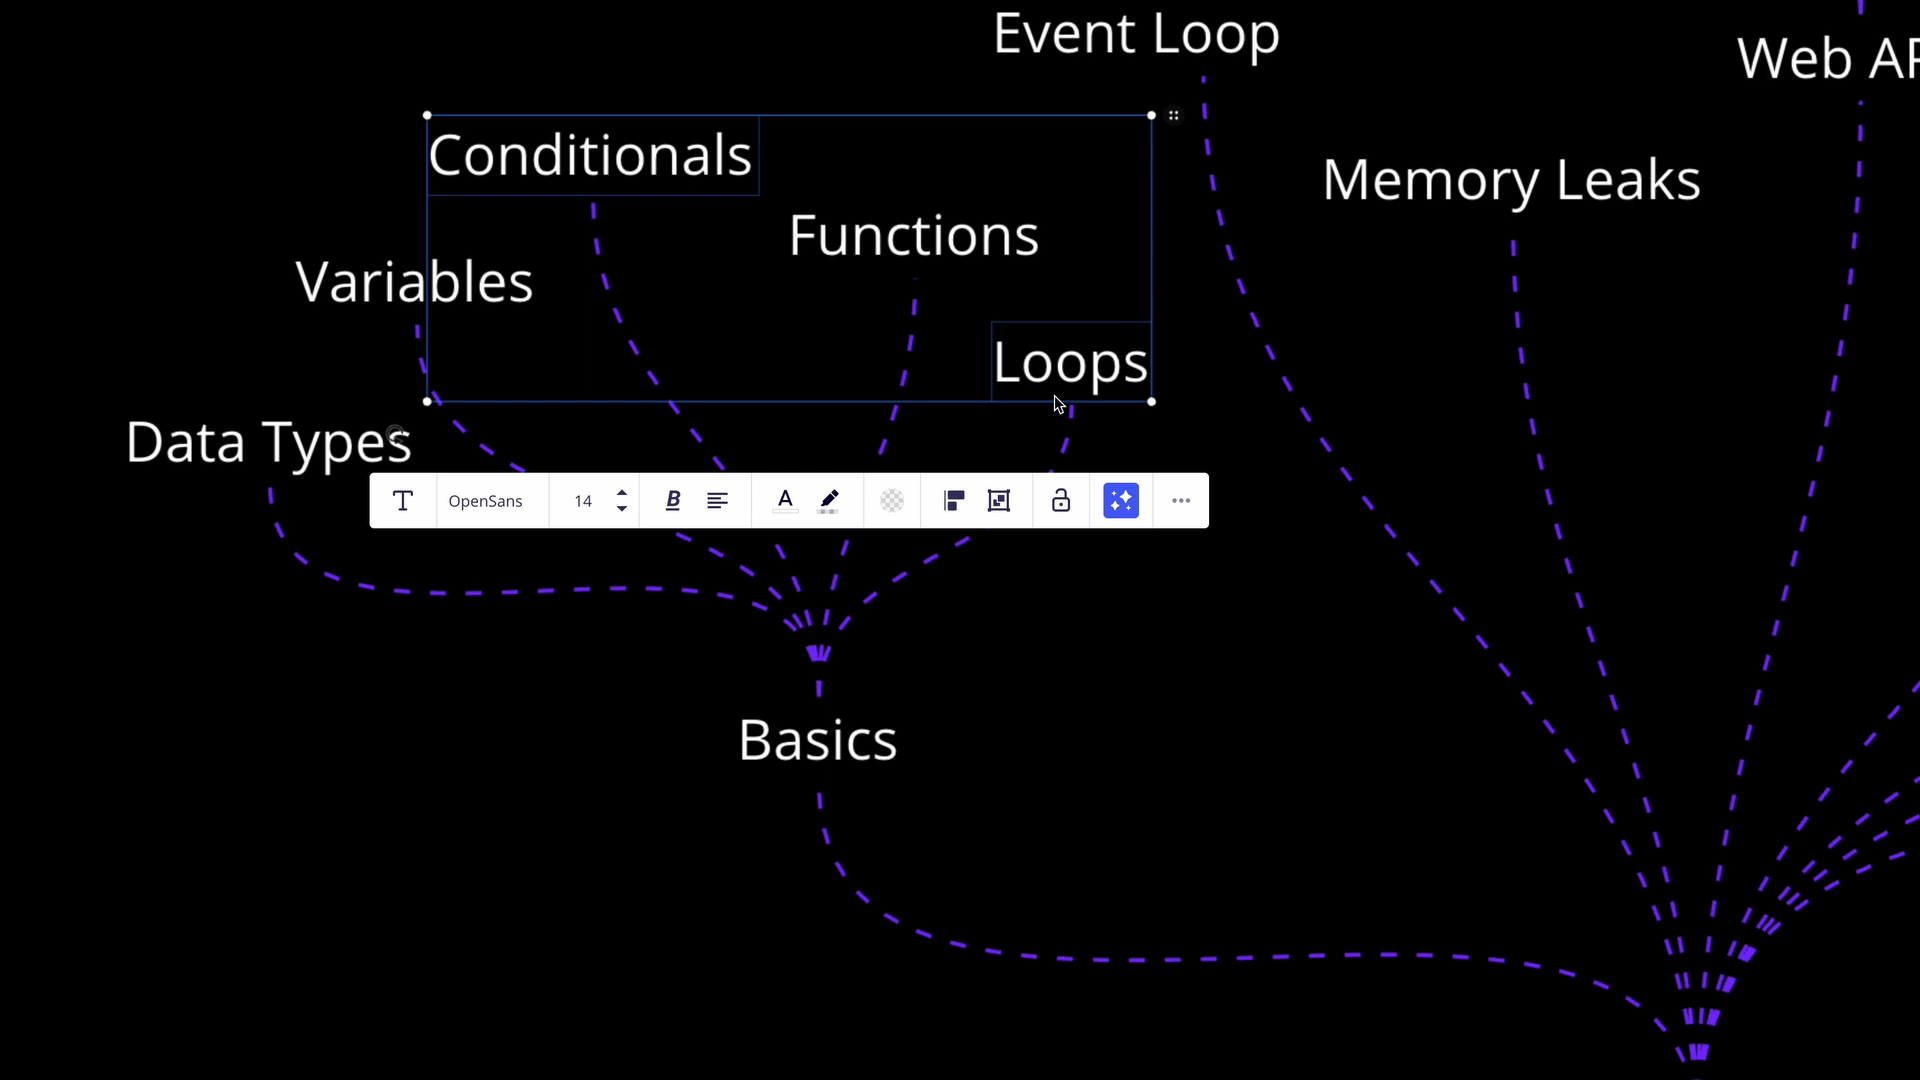 Event Loop
Web AP
Conditionals
Memory Leaks
Functions
Variables
Loops
Data Types
OpenSans
14
B
A
Basics